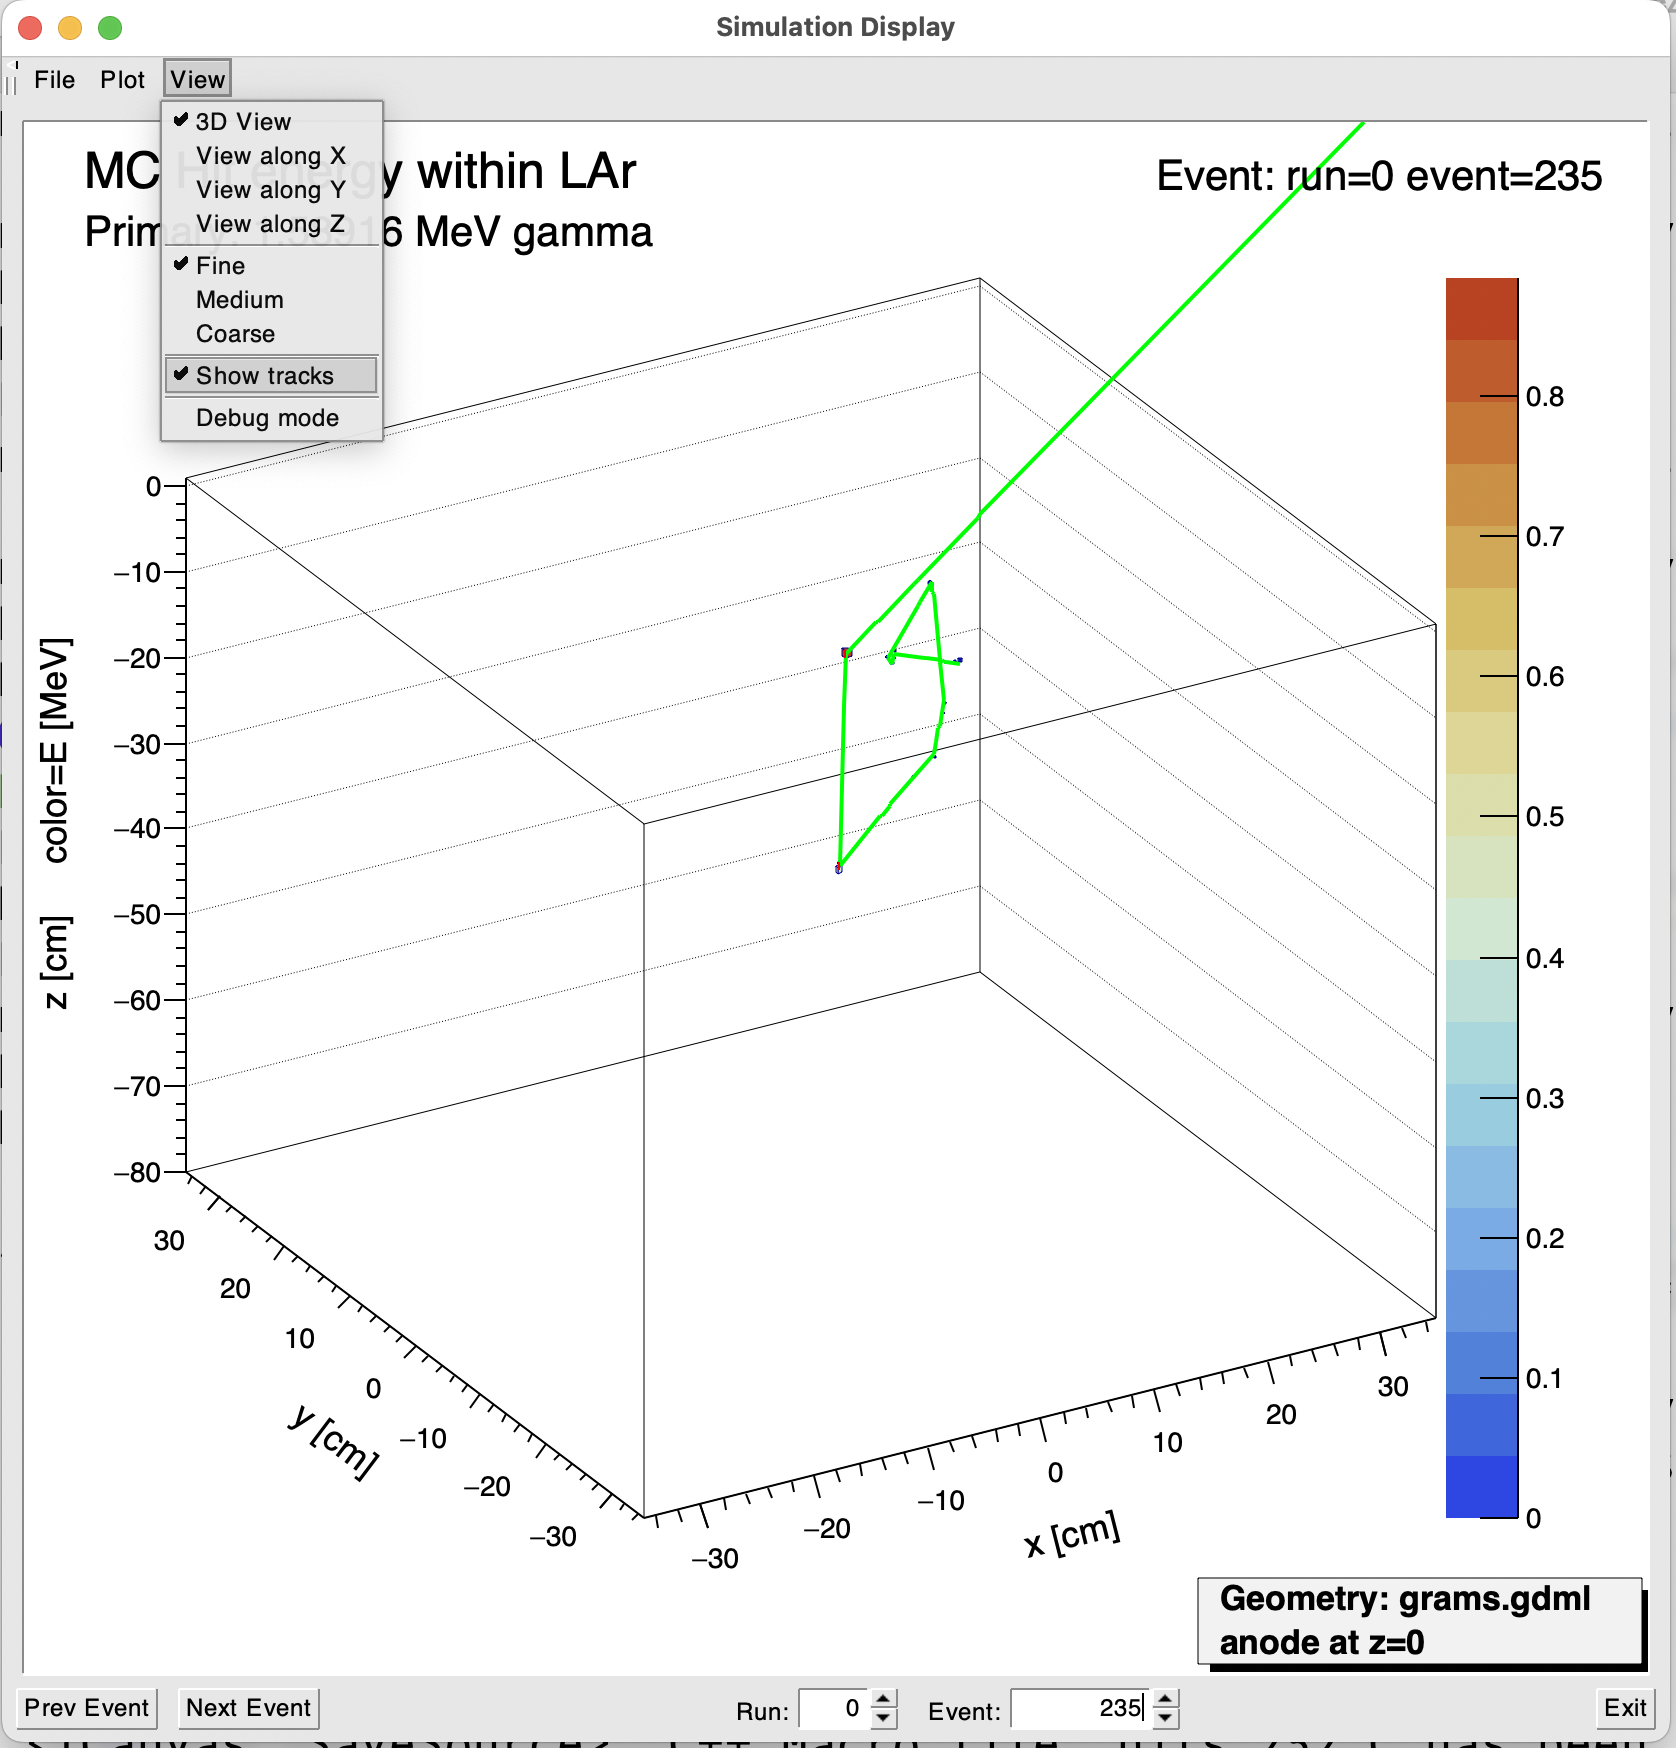 Simulation Display
File Plot View
3D View
View along X
View along Y
View along Z
Fine
Medium
Coarse
Show tracks
Debug mode
MC Hit energy within LAr
Primary: 6 MeV gamma
Event: run=0 event=235
z [cm] color=E [MeV]
0
−10
−20
−30
−40
−50
−60
−70
−80
30
20
10
0
−10
−20
−30
y [cm]
−30
−20
−10
0
10
20
30
x [cm]
0.8
0.7
0.6
0.5
0.4
0.3
0.2
0.1
0
Geometry: grams.gdml
anode at z=0
Prev Event Next Event Run: 0 Event: 235 Exit